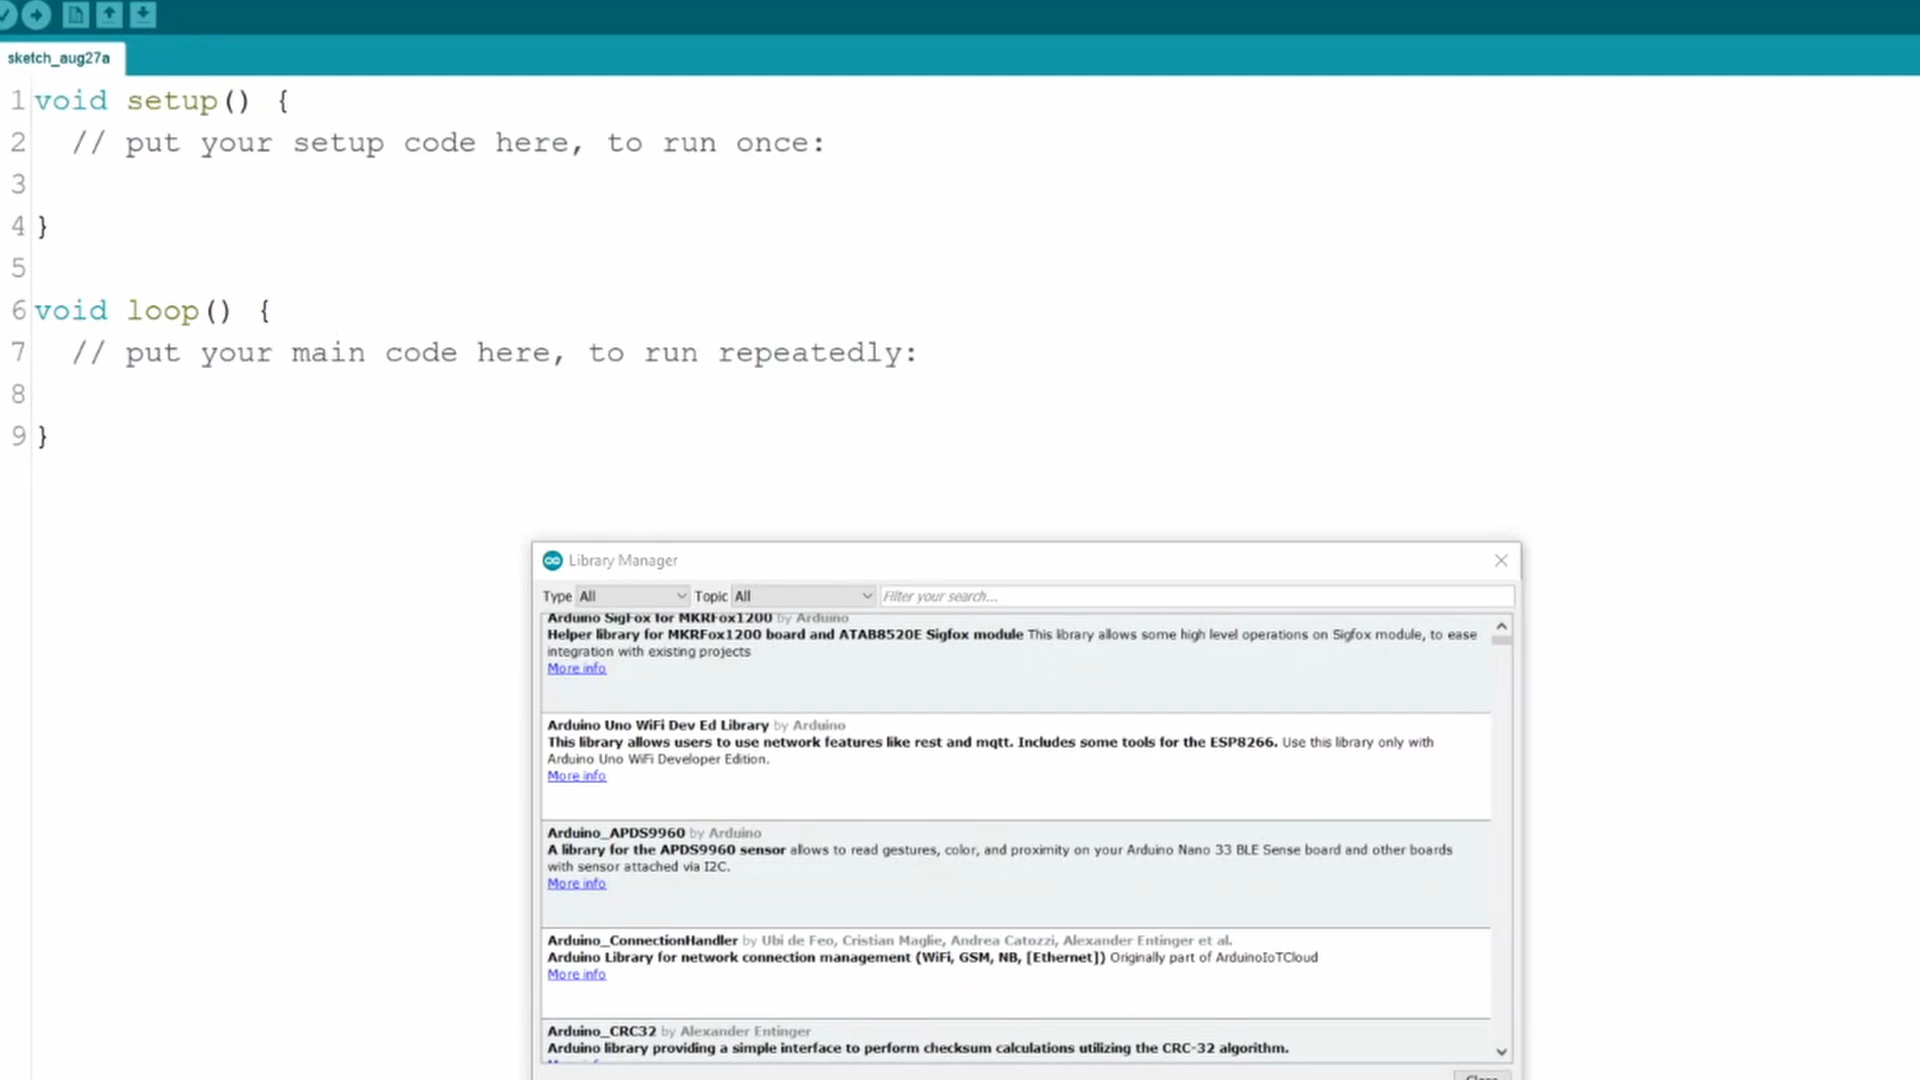 sketch_aug27a
1 void setup() {
2 // put your setup code here, to run once:
3
4 }
5
6 void loop() {
7 // put your main code here, to run repeatedly:
8
9 }
Library Manager
Type All Topic All Filter your search...
Arduino SigFox for MKRFox1200 by Arduino
Helper library for MKRFox1200 board and ATAB8520E Sigfox module This library allows some high level operations on Sigfox module, to ease
integration with existing projects
More info
Arduino Uno WiFi Dev Ed Library by Arduino
This library allows users to use network features like rest and mqtt. Includes some tools for the ESP8266. Use this library only with
Arduino Uno WiFi Developer Edition.
More info
Arduino_APDS9960 by Arduino
A library for the APDS9960 sensor allows to read gestures, color, and proximity on your Arduino Nano 33 BLE Sense board and other boards
with sensor attached via I2C.
More info
Arduino_ConnectionHandler by Ubi de Feo, Cristian Maglie, Andrea Catozzi, Alexander Entinger et al.
Arduino Library for network connection management (WiFi, GSM, NB, [Ethernet]) Originally part of ArduinoIoTCloud
More info
Arduino_CRC32 by Alexander Entinger
Arduino library providing a simple interface to perform checksum calculations utilizing the CRC-32 algorithm.